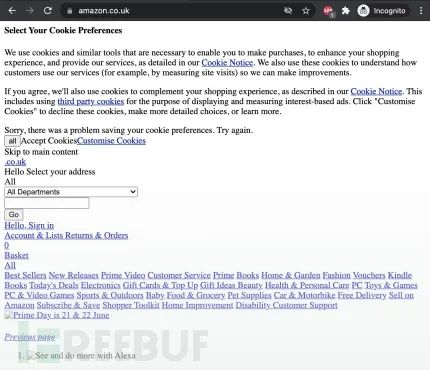 amazon.co.uk
Incognito
Select Your Cookie Preferences
We use cookies and similar tools that are necessary to enable you to make purchases, to enhance your shopping
experience, and provide our services, as detailed in our Cookie Notice. We also use these cookies to understand how
customers use our services (for example, by measuring site visits) so we can make improvements.
If you agree, we'll also use cookies to complement your shopping experience, as described in our Cookie Notice. This
includes using third party cookies for the purpose of displaying and measuring interest-based ads. Click "Customise
Cookies" to decline these cookies, make more detailed choices, or learn more.
Sorry, there was a problem saving your cookie preferences. Try again.
all Accept CookiesCustomise Cookies
Skip to main content
.co.uk
Hello Select your address
All
All Departments
Go
Hello, Sign in
Account & Lists Returns & Orders
0
Basket
All
Best Sellers New Releases Prime Video Customer Service Prime Books Home & Garden Fashion Vouchers Kindle
Books Today's Deals Electronics Gift Cards & Top Up Gift Ideas Beauty Health & Personal Care PC Toys & Games
PC & Video Games Sports & Outdoors Baby Food & Grocery Pet Supplies Car & Motorbike Free Delivery Sell on
Amazon Subscribe & Save Shopper Toolkit Home Improvement Disability Customer Support
Prime Day is 21 & 22 June
Previous page
1. See and do more with Alexa
FREEBUF